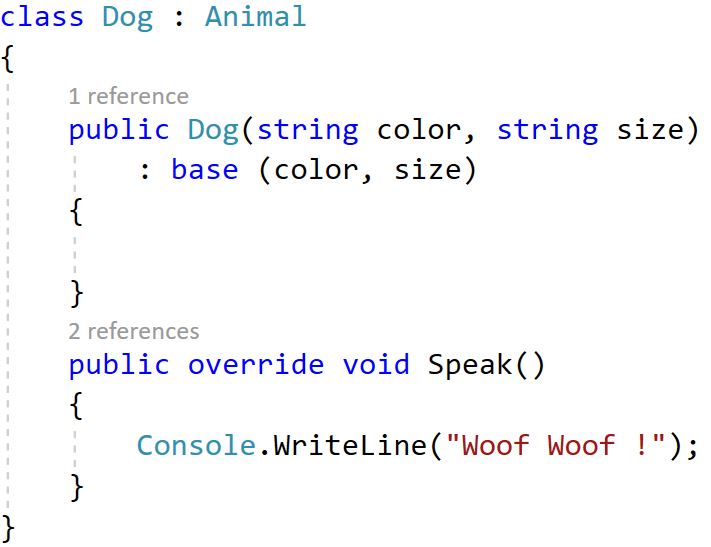 class Dog : Animal
{
1 reference
public Dog(string color, string size)
: base (color, size)
{
}
2 references
public override void Speak()
{
Console.WriteLine("Woof Woof !");
}
}